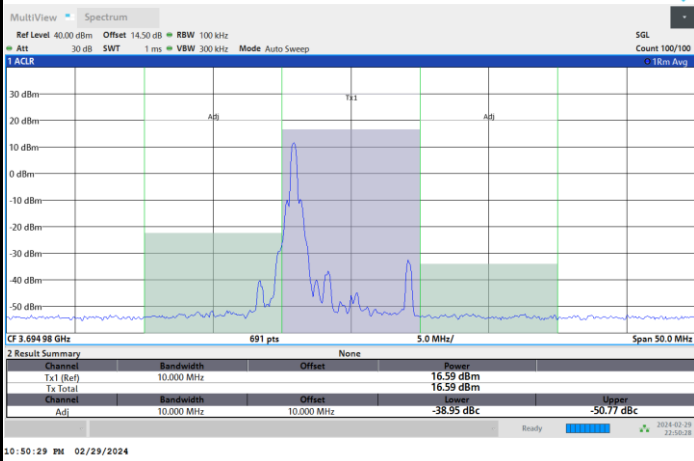 MultiView Spectrum
Ref Level 40.00 dBm Offset 14.50 dB RBW 100 kHz SGL
Att 30 dB SWT 1 ms VBW 300 kHz Mode Auto Sweep Count 100/100
1 ACLR 1Rm Avg
Tx1
Adj Adj
30 dBm
20 dBm
10 dBm
0 dBm
-10 dBm
-20 dBm
-30 dBm
-40 dBm
-50 dBm
CF 3.694 98 GHz 691 pts 5.0 MHz/ Span 50.0 MHz
2 Result Summary None
Channel Bandwidth Offset Power
Tx1 (Ref) 10.000 MHz 16.59 dBm
Tx Total 16.59 dBm
Channel Bandwidth Offset Lower Upper
Adj 10.000 MHz 10.000 MHz -38.95 dBc -50.77 dBc
Ready 2024-02-29
22:50:28
10:50:29 PM 02/29/2024